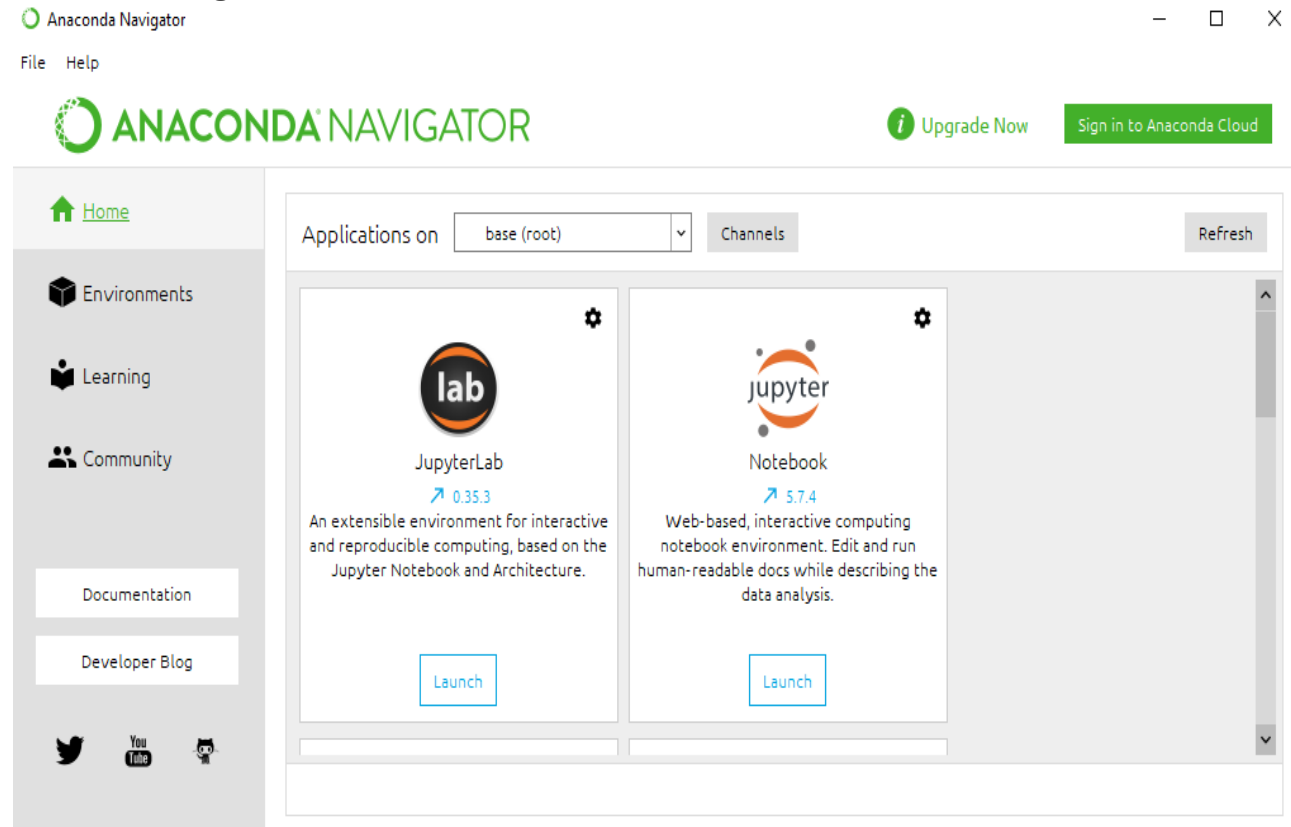 Anaconda Navigator
File Help
ANACONDA NAVIGATOR
Upgrade Now
Sign in to Anaconda Cloud
Home
Environments
Learning
Community
Documentation
Developer Blog
You
Tube
Applications on
base (root)
Channels
Refresh
lab
JupyterLab
0.35.3
An extensible environment for interactive
and reproducible computing, based on the
Jupyter Notebook and Architecture.
Launch
jupyter
Notebook
5.7.4
Web-based, interactive computing
notebook environment. Edit and run
human-readable docs while describing the
data analysis.
Launch